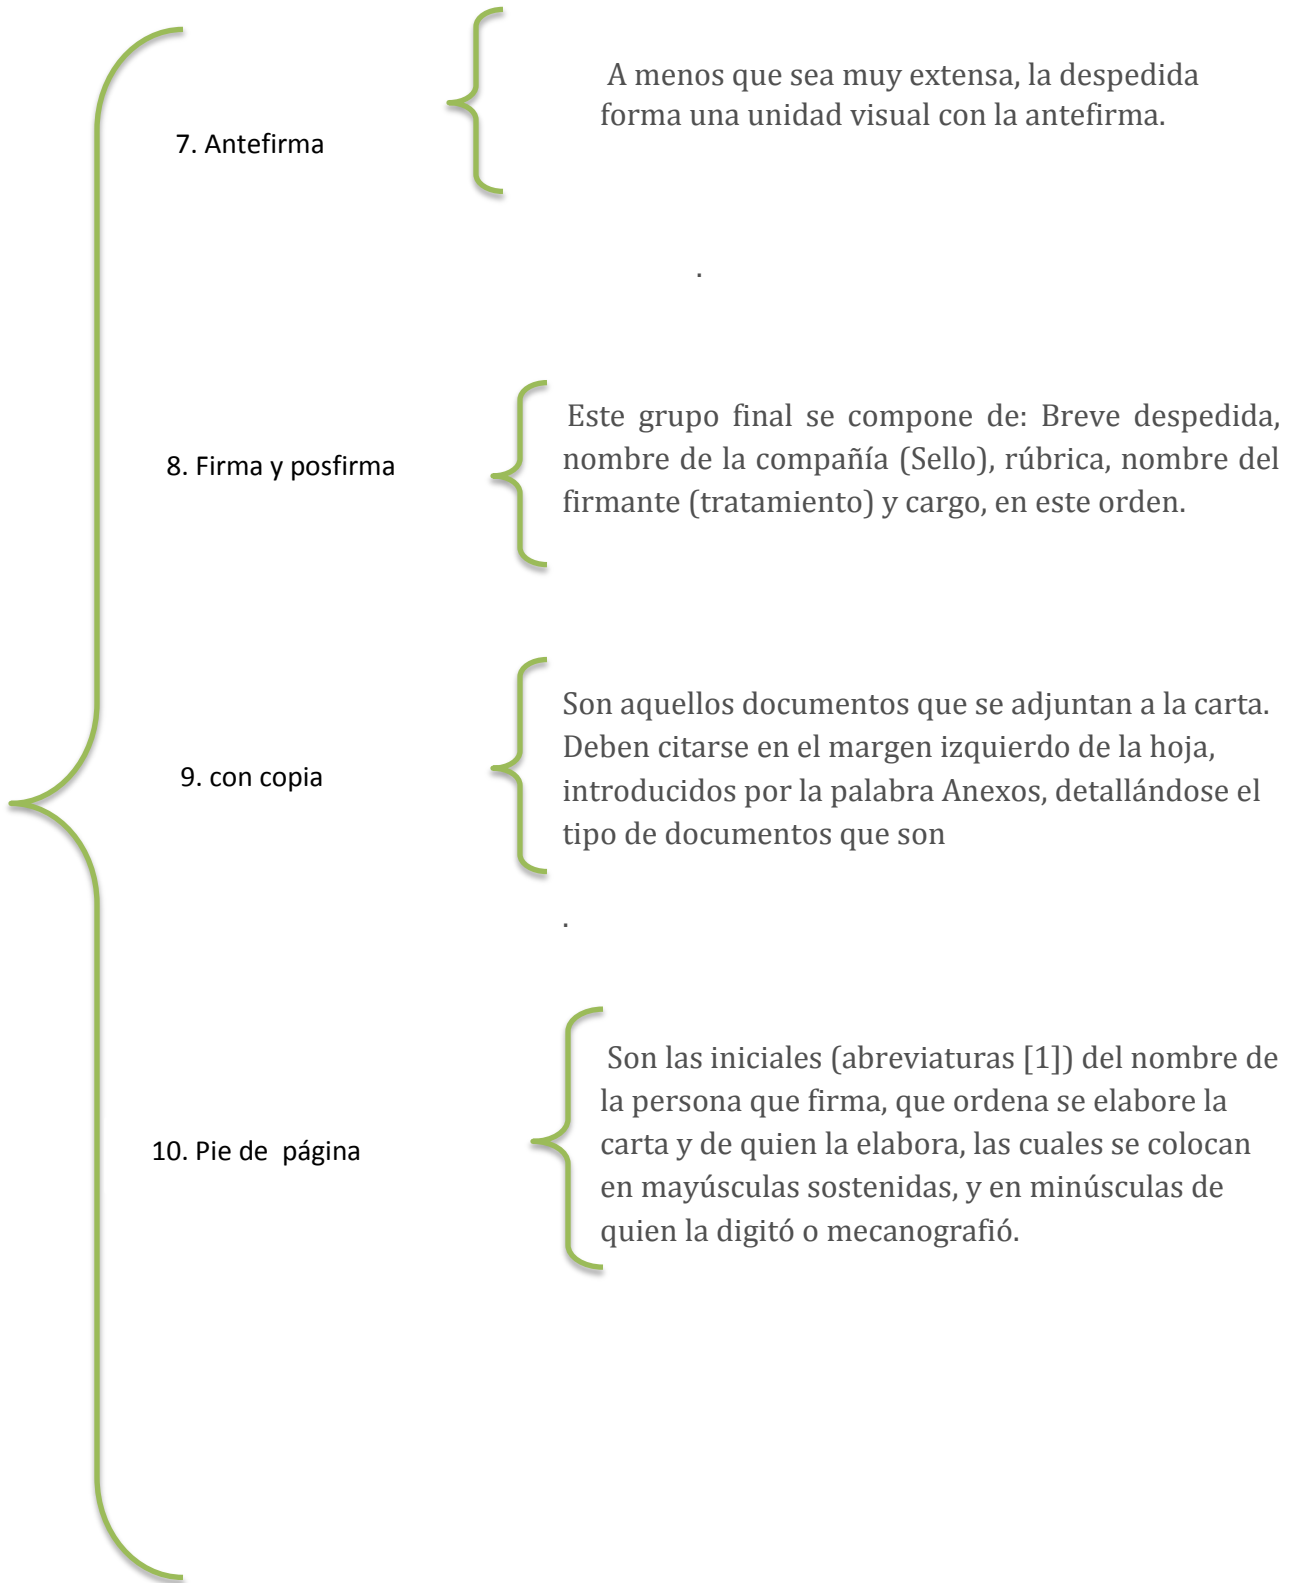 7. Antefirma
A menos que sea muy extensa, la despedida
forma una unidad visual con la antefirma.
.
8. Firma y posfirma
Este grupo final se compone de: Breve despedida,
nombre de la compañía (Sello), rúbrica, nombre del
firmante (tratamiento) y cargo, en este orden.
9. con copia
Son aquellos documentos que se adjuntan a la carta.
Deben citarse en el margen izquierdo de la hoja,
introducidos por la palabra Anexos, detallándose el
tipo de documentos que son
.
10. Pie de  página
Son las iniciales (abreviaturas [1]) del nombre de
la persona que firma, que ordena se elabore la
carta y de quien la elabora, las cuales se colocan
en mayúsculas sostenidas, y en minúsculas de
quien la digitó o mecanografió.